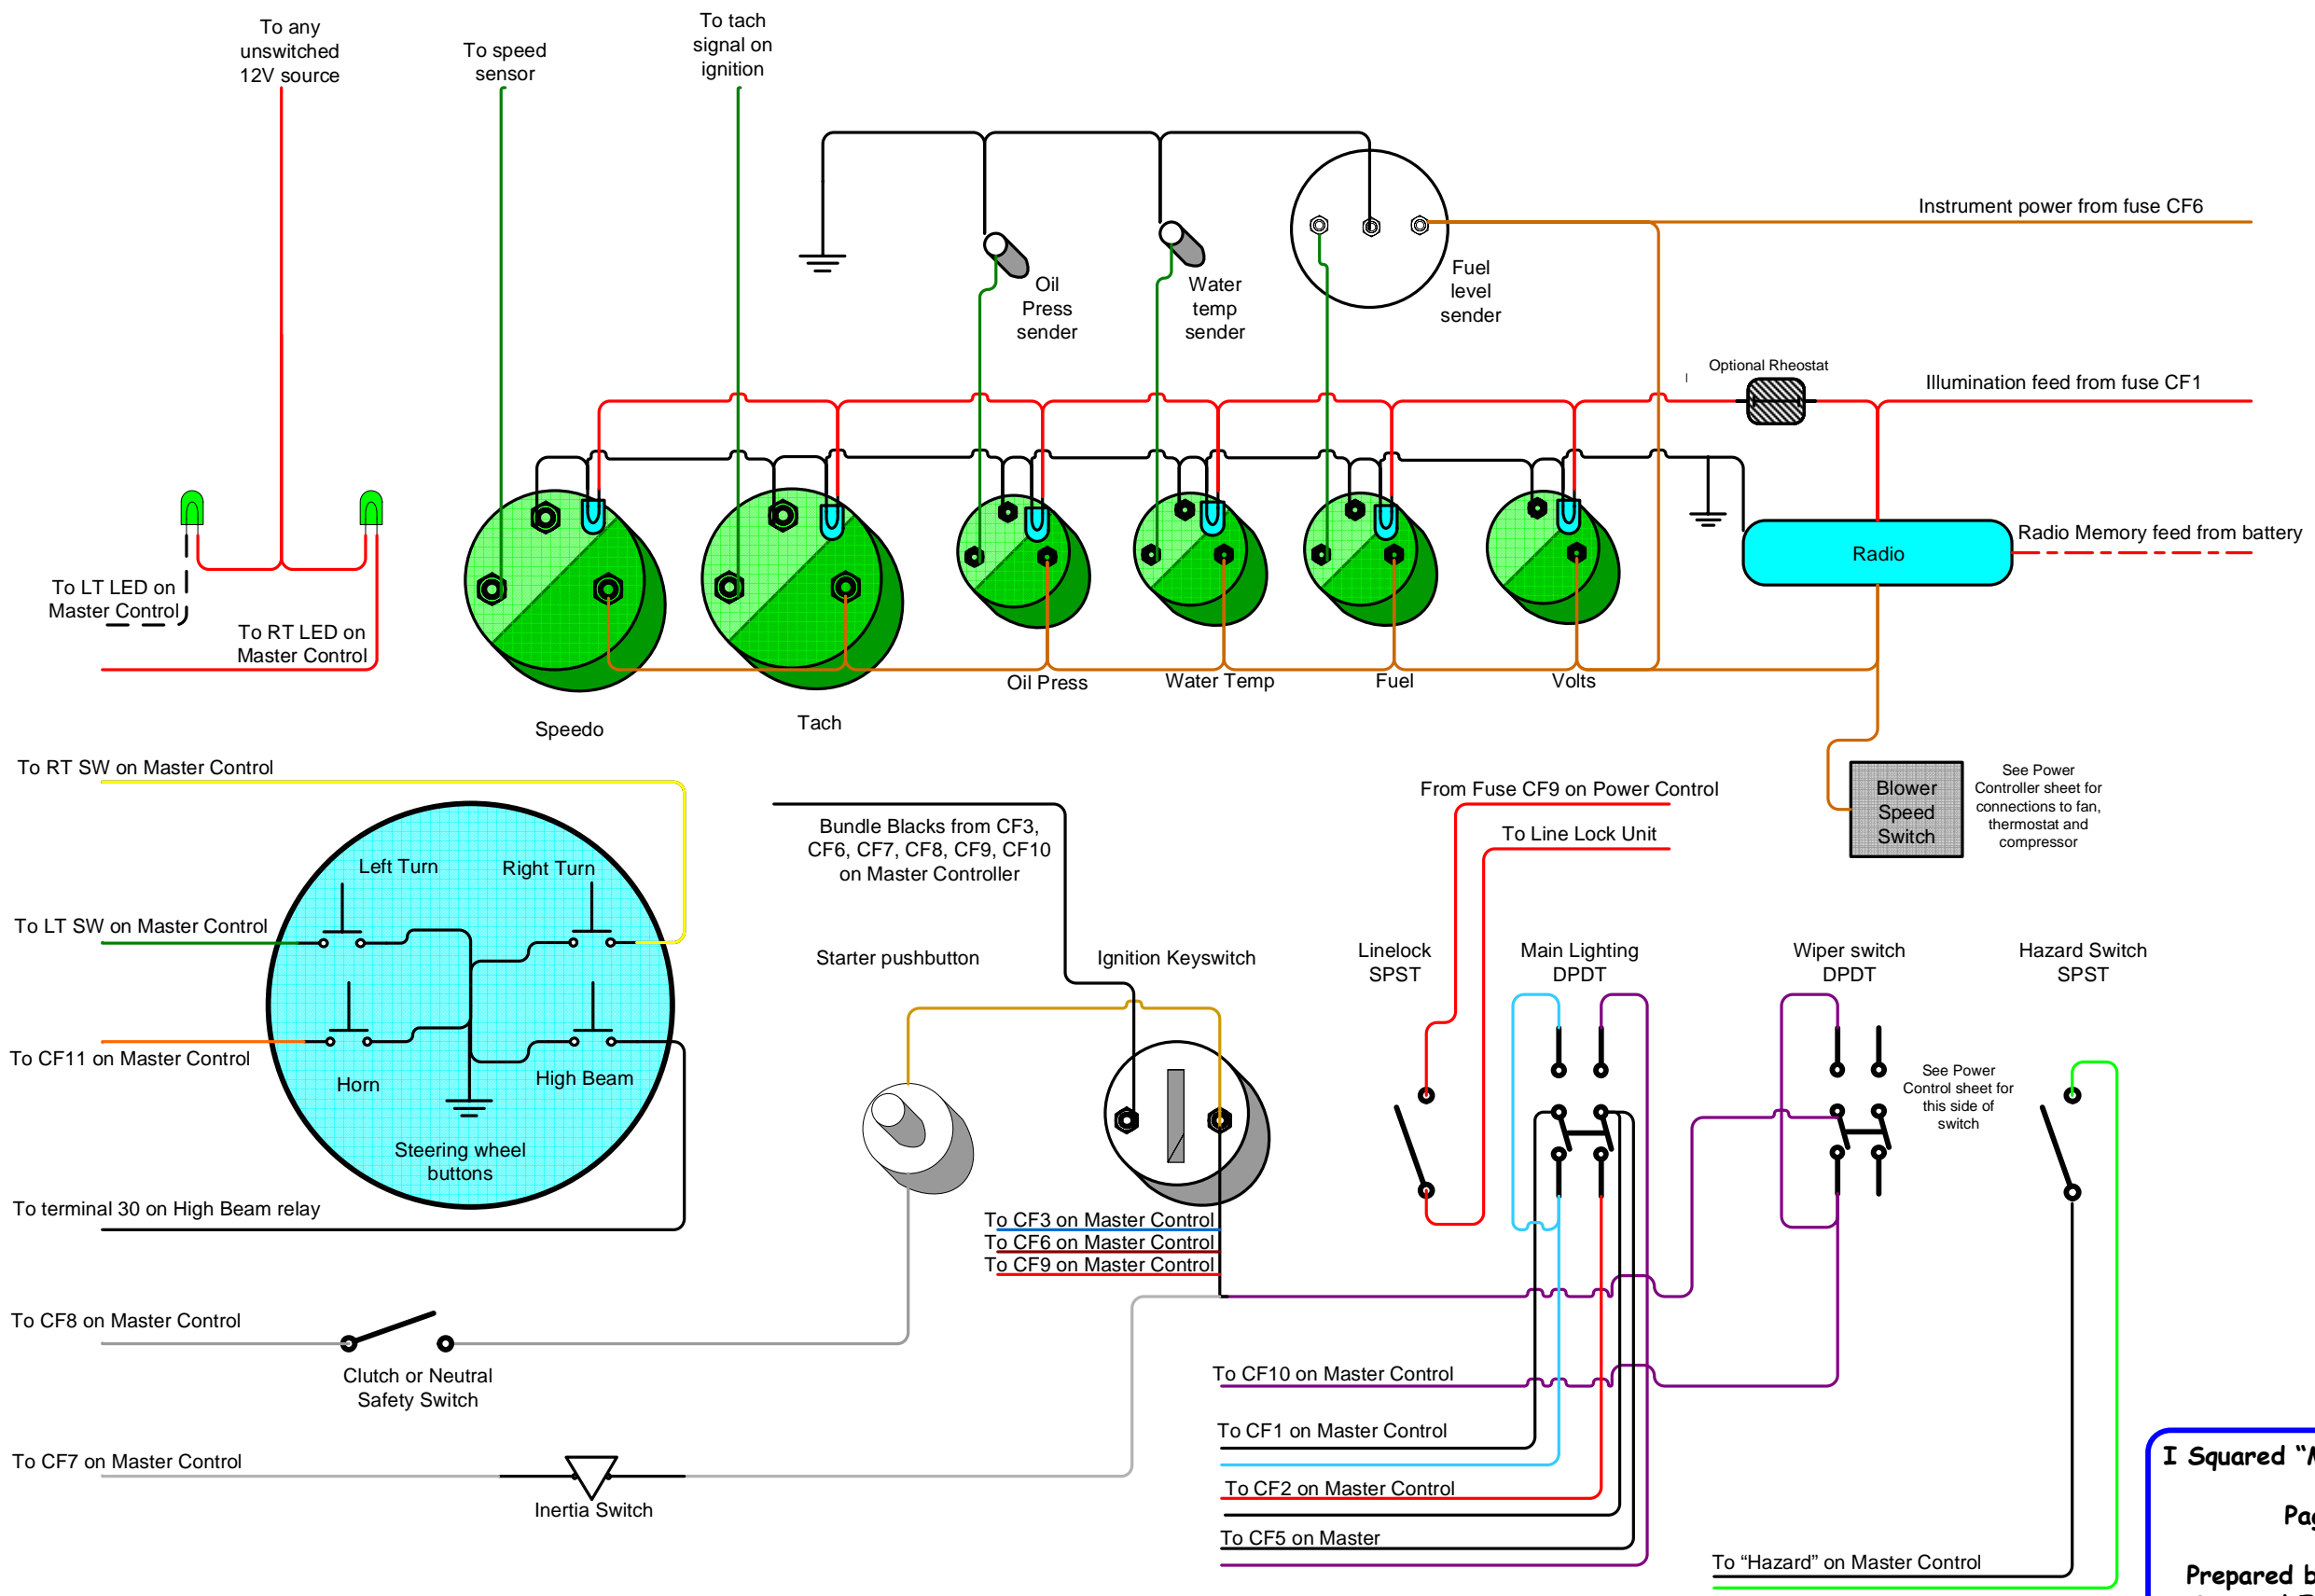 To any
unswitched
12V source
To speed
sensor
To tach
signal on
ignition
Instrument power from fuse CF6
Oil
Press
sender
Water
temp
sender
Fuel
level
sender
Optional Rheostat
Illumination feed from fuse CF1
Radio
Radio Memory feed from battery
To LT LED on
Master Control
To RT LED on
Master Control
Oil Press
Water Temp
Fuel
Volts
Speedo
Tach
To RT SW on Master Control
Blower
Speed
Switch
See Power
Controller sheet for
connections to fan,
thermostat and
compressor
From Fuse CF9 on Power Control
To Line Lock Unit
Bundle Blacks from CF3,
CF6, CF7, CF8, CF9, CF10
on Master Controller
Left Turn
Right Turn
To LT SW on Master Control
Starter pushbutton
Ignition Keyswitch
Linelock
SPST
Main Lighting
DPDT
Wiper switch
DPDT
Hazard Switch
SPST
To CF11 on Master Control
Horn
High Beam
See Power
Control sheet for
this side of
switch
Steering wheel
buttons
To terminal 30 on High Beam relay
To CF3 on Master Control
To CF6 on Master Control
To CF9 on Master Control
To CF8 on Master Control
Clutch or Neutral
Safety Switch
To CF10 on Master Control
To CF1 on Master Control
To CF7 on Master Control
Inertia Switch
To CF2 on Master Control
To CF5 on Master
To “Hazard” on Master Control
I Squared
Prepared